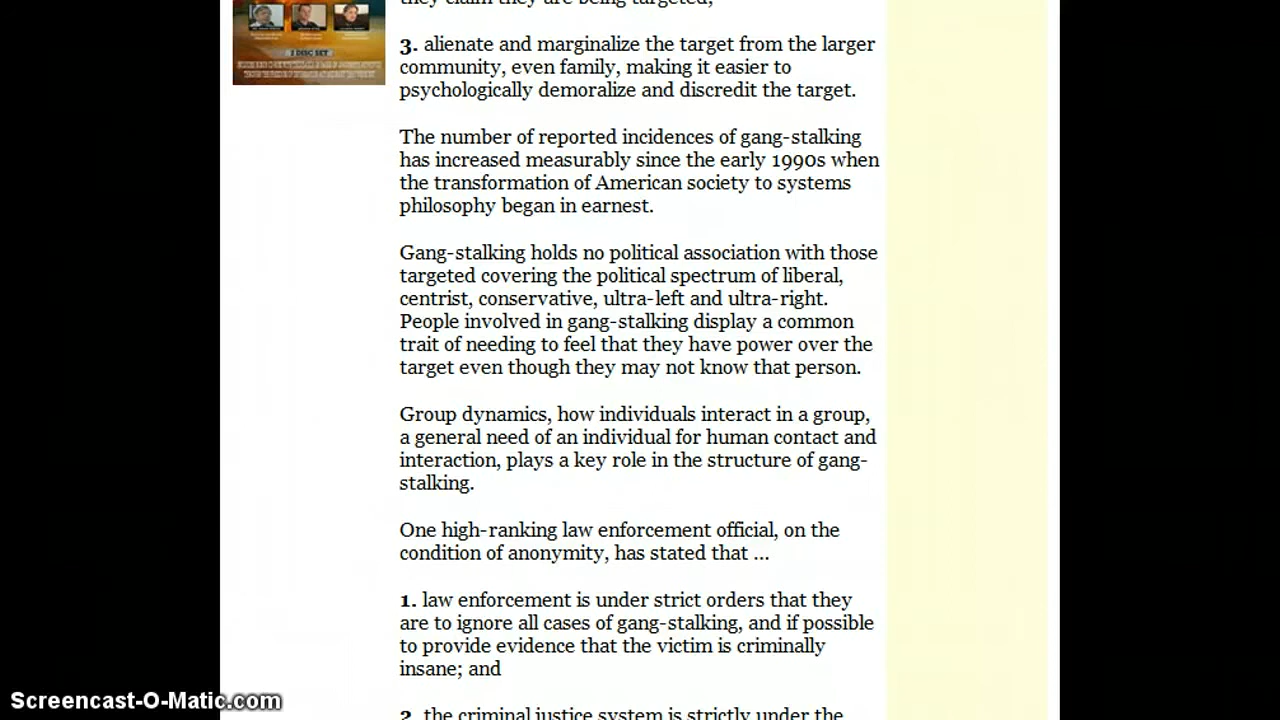 they claim they are being targeted;
3. alienate and marginalize the target from the larger
community, even family, making it easier to
psychologically demoralize and discredit the target.
The number of reported incidences of gang-stalking
has increased measurably since the early 1990s when
the transformation of American society to systems
philosophy began in earnest.
Gang-stalking holds no political association with those
targeted covering the political spectrum of liberal,
centrist, conservative, ultra-left and ultra-right.
People involved in gang-stalking display a common
trait of needing to feel that they have power over the
target even though they may not know that person.
Group dynamics, how individuals interact in a group,
a general need of an individual for human contact and
interaction, plays a key role in the structure of gang-
stalking.
One high-ranking law enforcement official, on the
condition of anonymity, has stated that ...
1. law enforcement is under strict orders that they
are to ignore all cases of gang-stalking, and if possible
to provide evidence that the victim is criminally
insane; and
2. the criminal justice system is strictly under the
2 DISC SET
Screencast-O-Matic.com